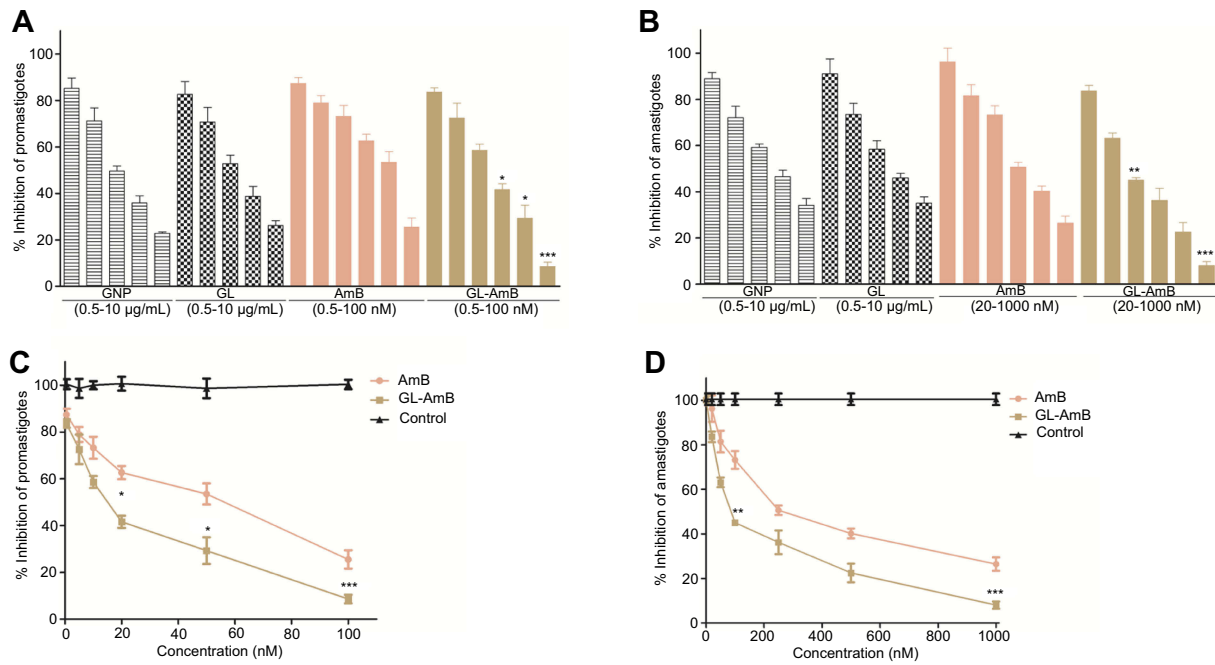 A
% Inhibition of promastigotes
100
80
60
40
20
0
* * ***
GNP GL AmB GL-AmB
(0.5-10 µg/mL) (0.5-10 µg/mL) (0.5-100 nM) (0.5-100 nM)
B
% Inhibition of amastigotes
100
80
60
40
20
0
** ***
GNP GL AmB GL-AmB
(0.5-10 µg/mL) (0.5-10 µg/mL) (20-1000 nM) (20-1000 nM)
C
% Inhibition of promastigotes
100
80
60
40
20
0
AmB
GL-AmB
Control
* * ***
0 20 40 60 80 100
Concentration (nM)
D
% Inhibition of amastigotes
100
80
60
40
20
0
AmB
GL-AmB
Control
** ***
0 200 400 600 800 1000
Concentration (nM)